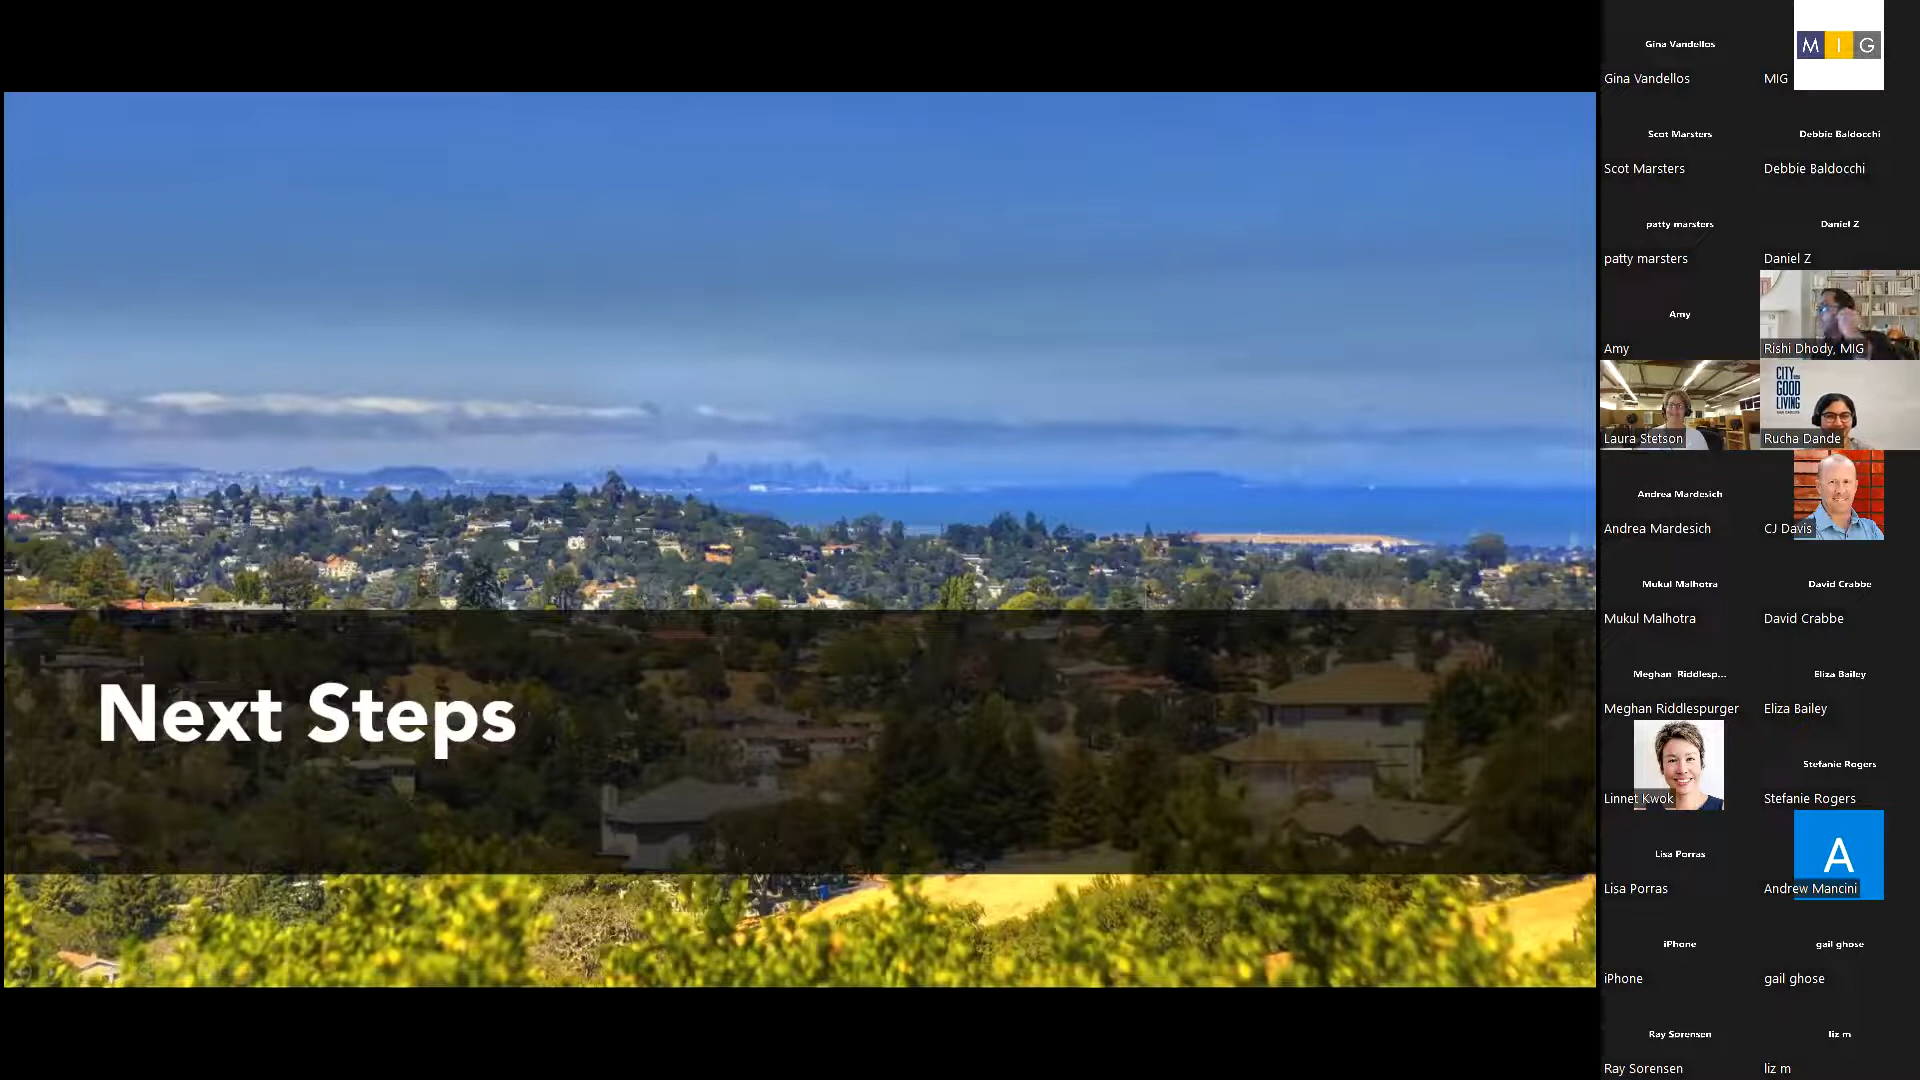 Next Steps
Gina Vandellos
Gina Vandellos
M I G
MIG
Scot Marsters
Scot Marsters
Debbie Baldocchi
Debbie Baldocchi
patty marsters
patty marsters
Daniel Z
Daniel Z
Amy
Amy
Rishi Dhody, MIG
Laura Stetson
CITY
GOOD
LIVING
Rucha Dande
Andrea Mardesich
Andrea Mardesich
CJ Davis
Mukul Malhotra
Mukul Malhotra
David Crabbe
David Crabbe
Meghan Riddlesp...
Meghan Riddlespurger
Eliza Bailey
Eliza Bailey
Linnet Kwok
Stefanie Rogers
Stefanie Rogers
Lisa Porras
Lisa Porras
A
Andrew Mancini
iPhone
iPhone
gail ghose
gail ghose
Ray Sorensen
Ray Sorensen
liz m
liz m